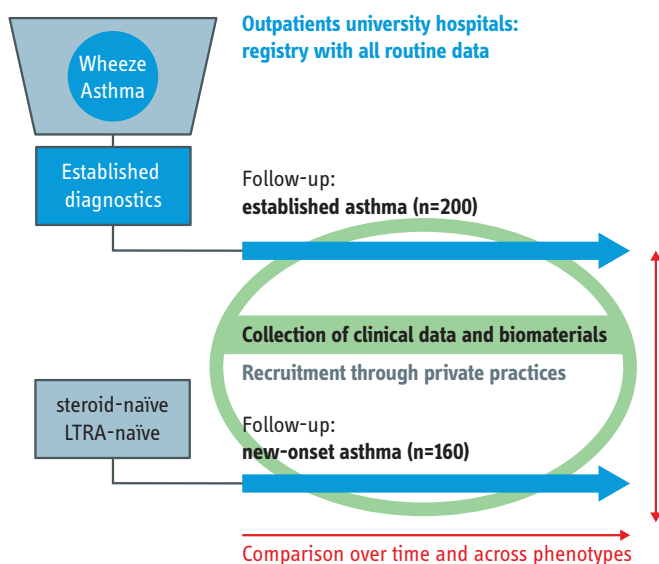 Outpatients university hospitals:
registry with all routine data
Wheeze
Asthma
Established
diagnostics
Follow-up:
established asthma (n=200)
Collection of clinical data and biomaterials
Recruitment through private practices
steroid-naïve
LTRA-naïve
Follow-up:
new-onset asthma (n=160)
Comparison over time and across phenotypes